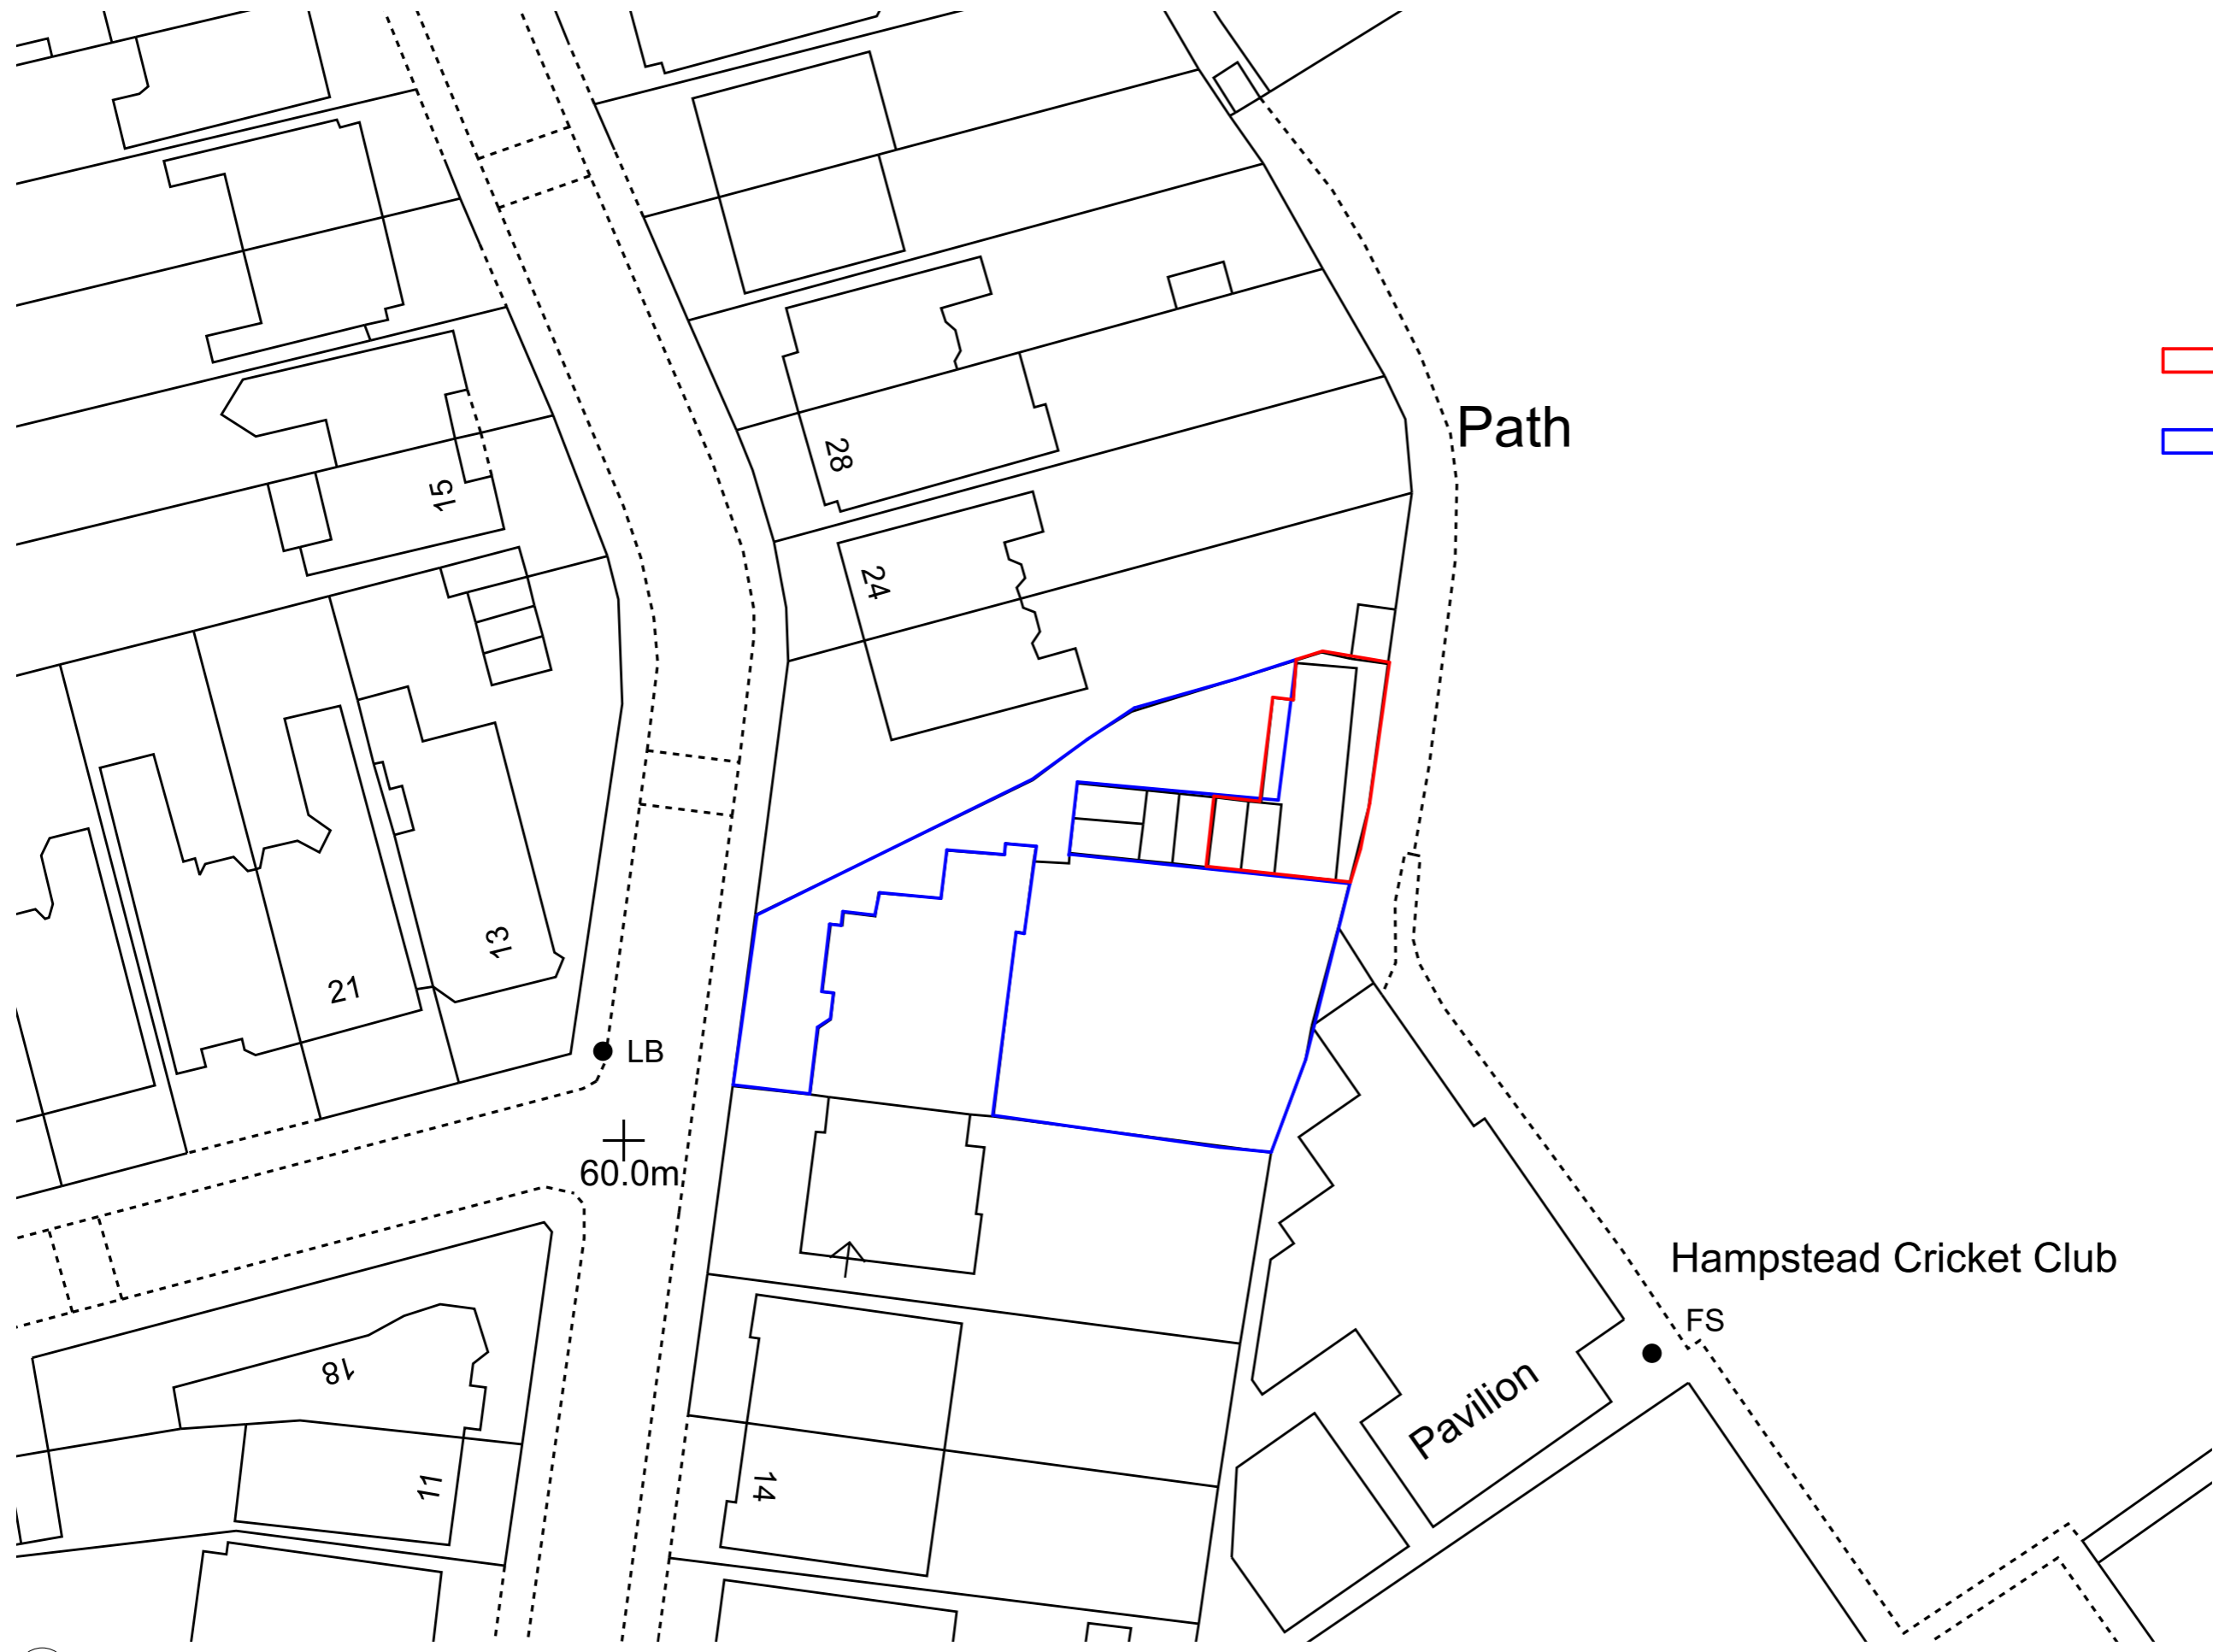 Path
28
15
24
13
21
LB
60.0m
Hampstead Cricket Club
FS
18
Pavilion
11
14